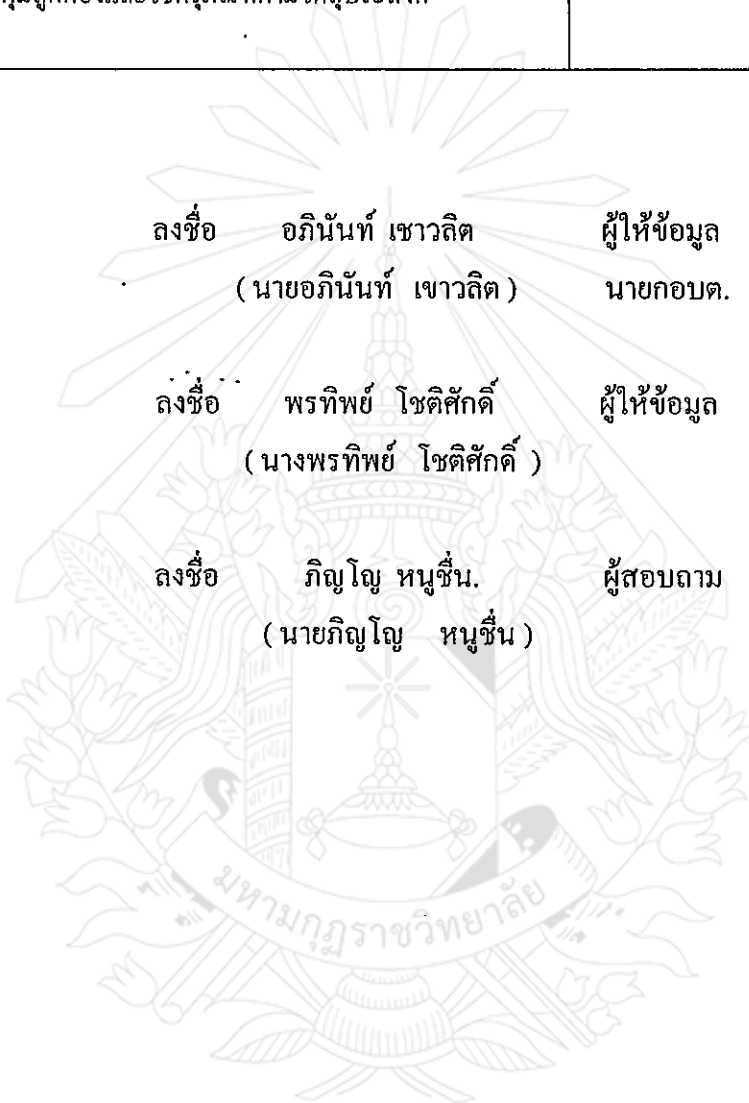 ลงชื่อ อภินันท์ เชาวลิต ผู้ให้ข้อมูล
(นายอภินันท์ เขาวลิต) นายกอบต.
ลงชื่อ พรทิพย์ โชติศักดิ์ ผู้ให้ข้อมูล
(นางพรทิพย์ โชติศักดิ์ )
ลงชื่อ ภิญโญ หนูชื่น. ผู้สอบถาม
(นายภิญโญ หนูชื่น)
มหามกุฏราชวิทยาลัย